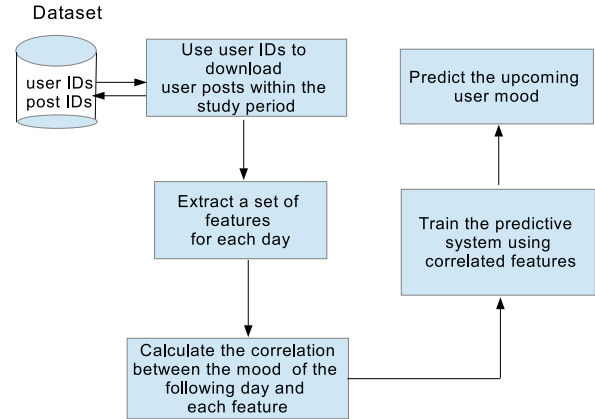 Dataset
user IDs
post IDs
Use user IDs to
download
user posts within the
study period
Extract a set of
features
for each day
Calculate the correlation
between the mood of the
following day and
each feature
Train the predictive
system using
correlated features
Predict the upcoming
user mood